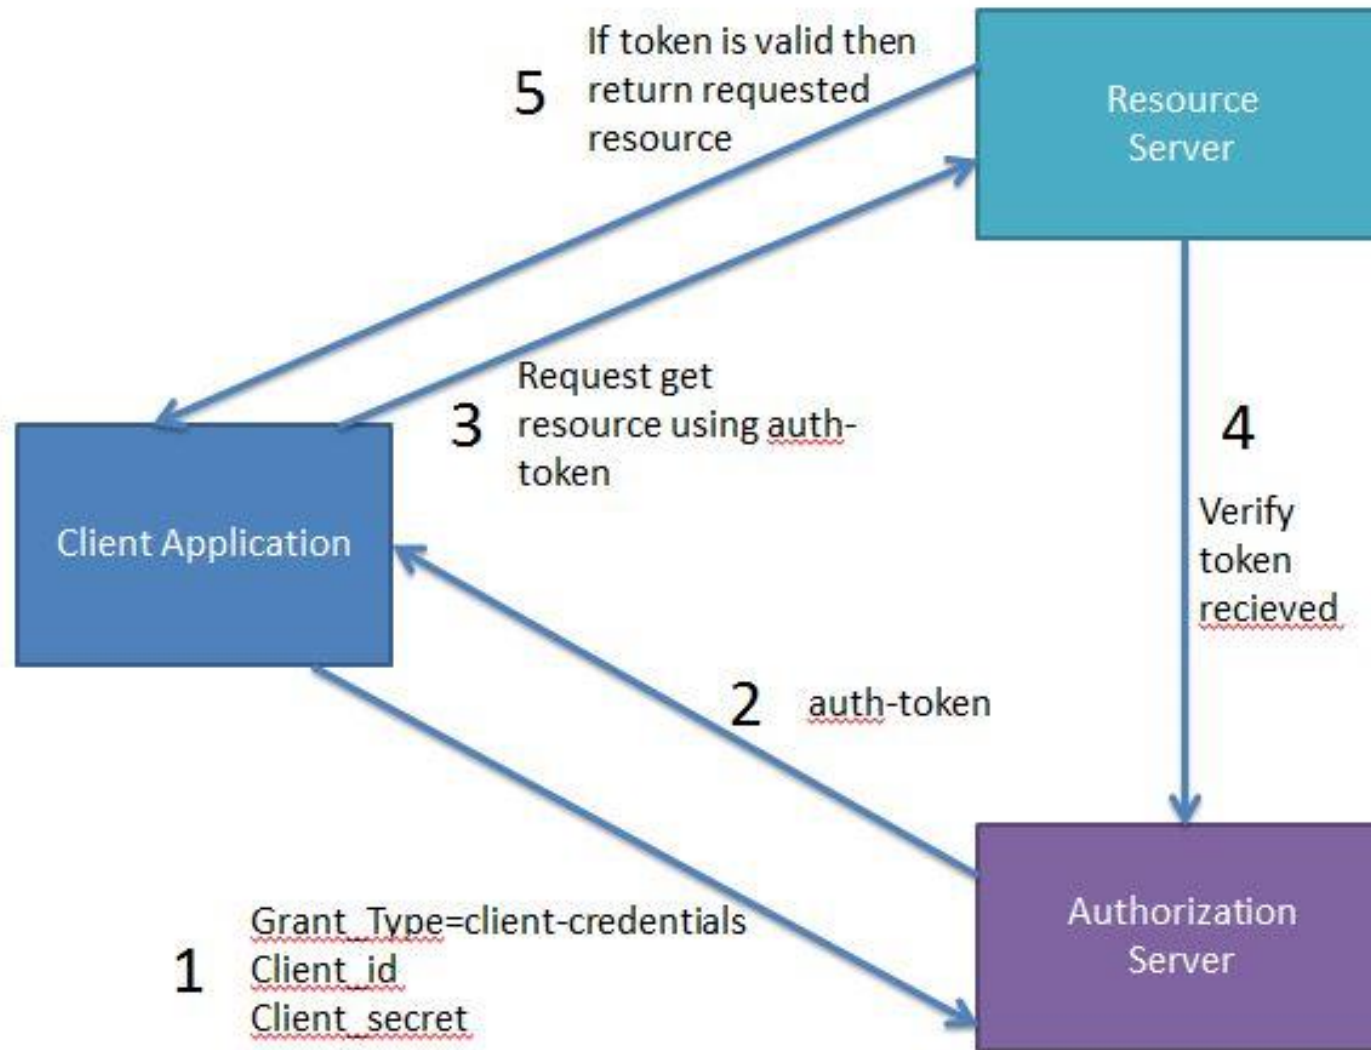 If token is valid then
5
return requested
resource
Resource
Server
Request get
3
resource using auth-
token
4
Client Application
Verify
token
recieved
2
auth-token
Grant_Type=client-credentials
1
Client_id
Client_secret
Authorization
Server